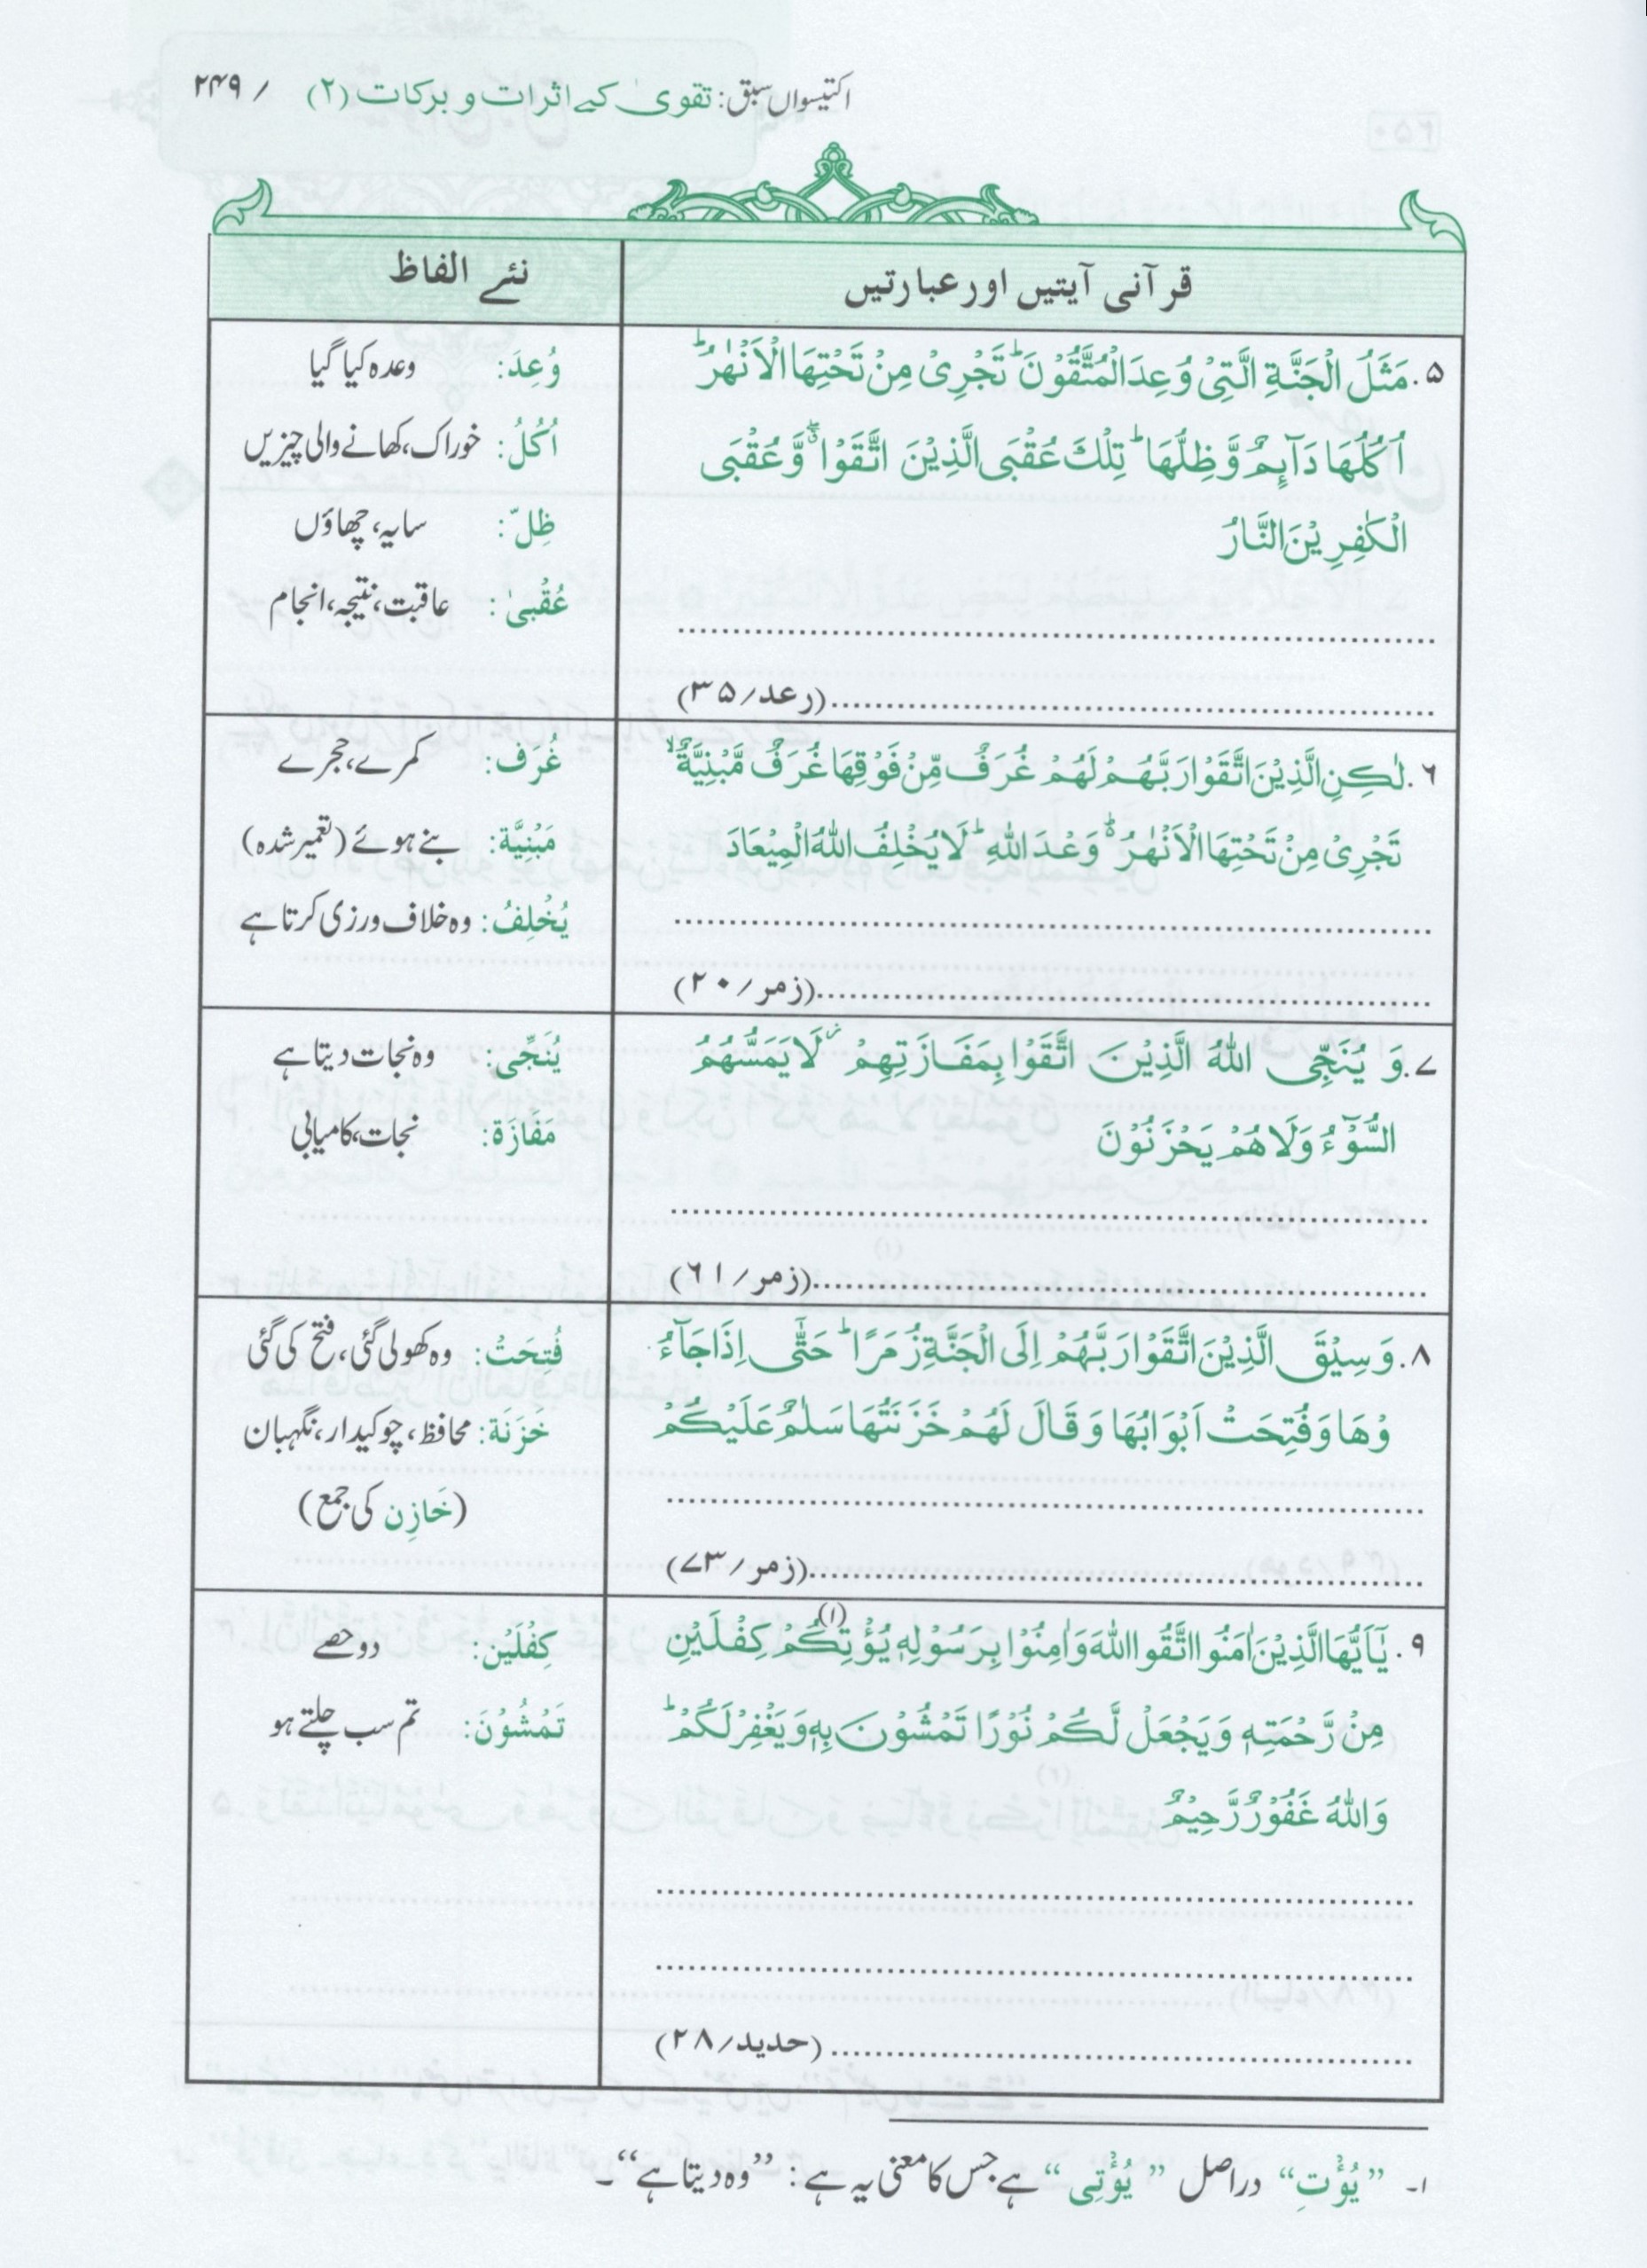 اکتیسواں سبق: تقویٰ کے اثرات و برکات (۲) / ۲۴۹
قرآنی آیتیں اور عبارتیں
نئے الفاظ
۵. مَثَلُ الْجَنَّةِ الَّتِیْ وُعِدَ الْمُتَّقُوْنَ ؕ تَجْرِیْ مِنْ تَحْتِهَا الْاَنْهٰرُ ؕ
اُكُلُهَا دَآىِٕمٌ وَّ ظِلُّهَا ؕ تِلْكَ عُقْبَی الَّذِیْنَ اتَّقَوْا ۖۗ وَّ عُقْبَی
الْكٰفِرِیْنَ النَّارُ
................................................
................................................(رعد/۳۵)
وُعِدَ: وعدہ کیا گیا
اُكُلُ: خوراک، کھانے والی چیزیں
ظِلّ: سایہ، چھاؤں
عُقْبیٰ: عاقبت، نتیجہ، انجام
۶. لٰكِنِ الَّذِیْنَ اتَّقَوْا رَبَّهُمْ لَهُمْ غُرَفٌ مِّنْ فَوْقِهَا غُرَفٌ مَّبْنِیَّةٌ ۙ
تَجْرِیْ مِنْ تَحْتِهَا الْاَنْهٰرُ ۬ؕ وَعْدَ اللّٰهِ ؕ لَا یُخْلِفُ اللّٰهُ الْمِیْعَادَ
................................................
................................................(زمر/۲۰)
غُرَف: کمرے، حجرے
مَبْنِیَّة: بنے ہوئے (تعمیر شدہ)
یُخْلِفُ: وہ خلاف ورزی کرتا ہے
۷. وَ یُنَجِّی اللّٰهُ الَّذِیْنَ اتَّقَوْا بِمَفَازَتِهِمْ ؗ لَا یَمَسُّهُمُ
السُّوْٓءُ وَ لَا هُمْ یَحْزَنُوْنَ
................................................
................................................(زمر/۶۱)
یُنَجِّی: وہ نجات دیتا ہے
مَفَازَة: نجات، کامیابی
۸. وَ سِیْقَ الَّذِیْنَ اتَّقَوْا رَبَّهُمْ اِلَی الْجَنَّةِ زُمَرًا ؕ حَتّٰۤی اِذَا جَآءُ
وْهَا وَ فُتِحَتْ اَبْوَابُهَا وَ قَالَ لَهُمْ خَزَنَتُهَا سَلٰمٌ عَلَیْكُمْ
................................................
................................................(زمر/۷۳)
فُتِحَتْ: وہ کھولی گئی، فتح کی گئی
خَزَنَة: محافظ، چوکیدار، نگہبان
(خَازِن کی جمع)
۹. یٰۤاَیُّهَا الَّذِیْنَ اٰمَنُوا اتَّقُوا اللّٰهَ وَ اٰمِنُوْا بِرَسُوْلِهٖ یُؤْتِكُمْ (۱) كِفْلَیْنِ
مِنْ رَّحْمَتِهٖ وَ یَجْعَلْ لَّكُمْ نُوْرًا تَمْشُوْنَ بِهٖ وَ یَغْفِرْ لَكُمْ ؕ
وَ اللّٰهُ غَفُوْرٌ رَّحِیْمٌ
................................................
................................................
................................................ (حدید/۲۸)
كِفْلَیْن: دو حصے
تَمْشُوْنَ: تم سب چلتے ہو
۱۔ ”یُؤْتِ“ دراصل ”یُؤْتِی“ ہے جس کا معنی یہ ہے: ”وہ دیتا ہے“۔